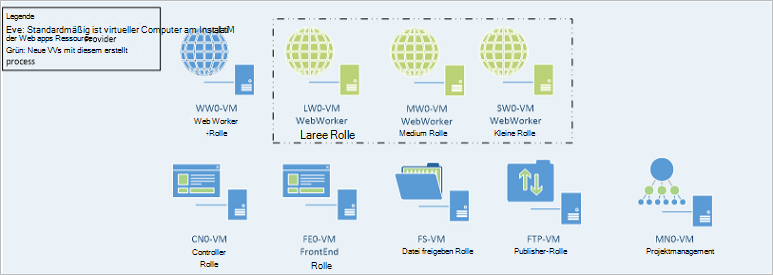 Legende
Eve: Standardmäßig ist virtueller Computer am
der Web apps Ressource Provider
Grün: Neue VVs mit diesem erstellt
process
WW0-VM
Web Worker
-Rolle
LW0-VM
WebWorker
Laree Rolle
MW0-VM
WebWorker
Medium Rolle
SW0-VM
WebWorker
Kleine Rolle
CN0-VM
Controller
Rolle
FE0-VM
FrontEnd
Rolle
FS-VM
Datei freigeben Rolle
FTP-VM
Publisher-Rolle
MN0-VM
Projektmanagement